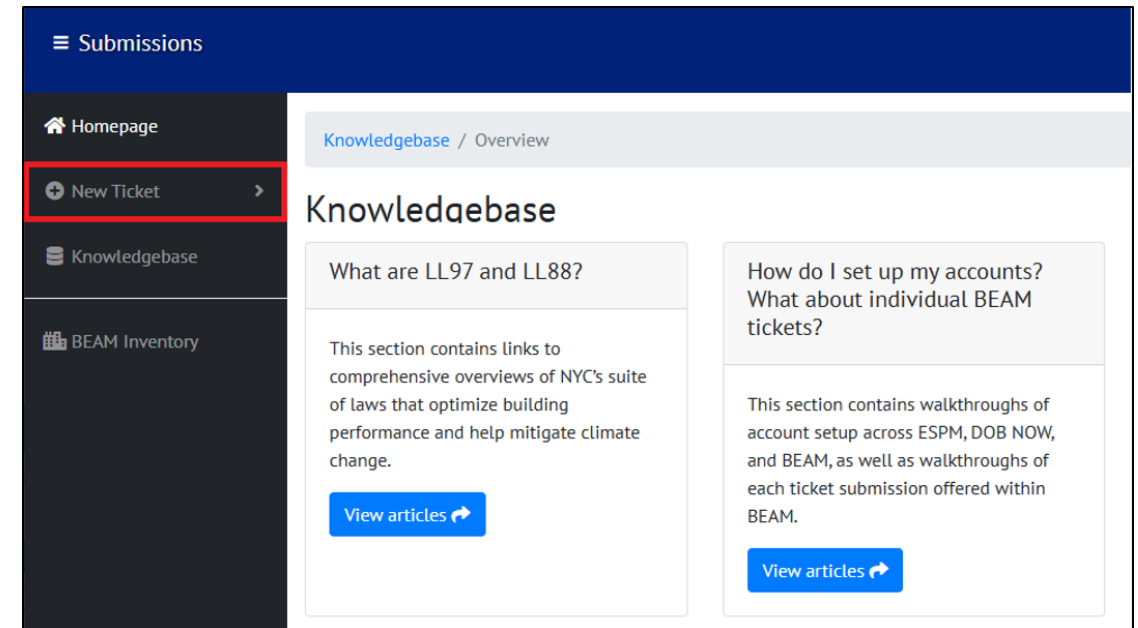 Submissions
Homepage
New Ticket
Knowledgebase
BEAM Inventory
Knowledgebase / Overview
Knowledgebase
What are LL97 and LL88?
This section contains links to
comprehensive overviews of NYC's suite
of laws that optimize building
performance and help mitigate climate
change.
View articles
How do I set up my accounts?
What about individual BEAM
tickets?
This section contains walkthroughs of
account setup across ESPM, DOB NOW,
and BEAM, as well as walkthroughs of
each ticket submission offered within
BEAM.
View articles